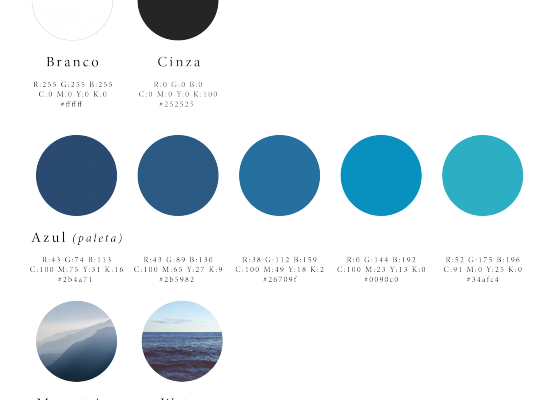 Branco Cinza
R:255 G:255 B:255 R:0 G:0 B:0
C:0 M:0 Y:0 K:0 C:0 M:0 Y:0 K:100
#ffffff #252525
Azul (paleta)
R:43 G:74 B:113 R:43 G:89 B:130 R:38 G:112 B:159 R:0 G:144 B:192 R:52 G:175 B:196
C:100 M:75 Y:31 K:16 C:100 M:65 Y:27 K:9 C:100 M:49 Y:18 K:2 C:100 M:23 Y:13 K:0 C:91 M:0 Y:25 K:0
#2b4a71 #2b5982 #26709f #0090c0 #34afc4